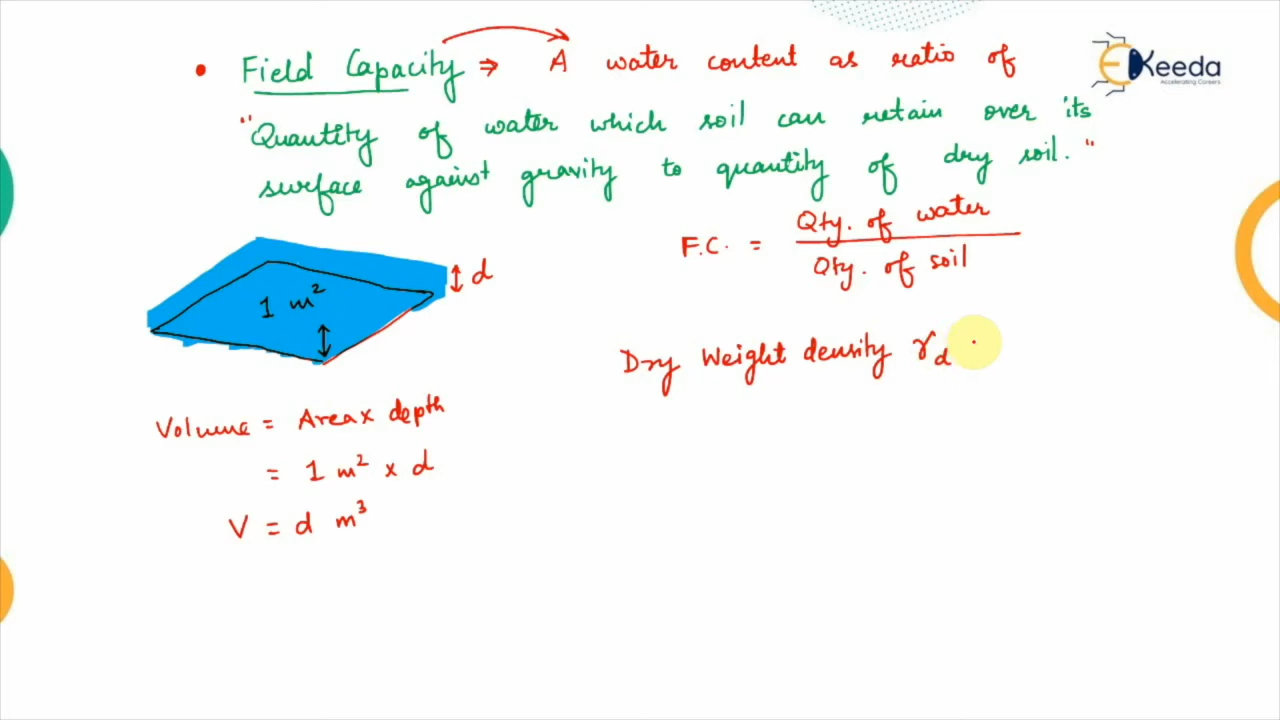 • Field Capacity ⇒ A water content as ratio of
"Quantity of water which soil can retain over its
surface against gravity to quantity of dry soil."
EKeeda
Accelerating Careers
F.C. = Qty. of water
Qty. of soil
d
1 m²
Dry Weight density γd
Volume = Area x depth
= 1 m² x d
V = d m³